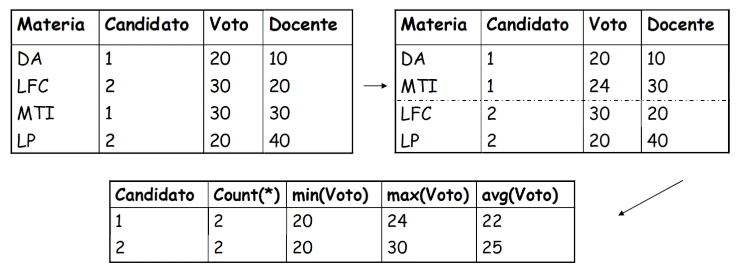 Materia Candidato Voto Docente
DA 1 20 10
LFC 2 30 20
MTI 1 30 30
LP 2 20 40
Materia Candidato Voto Docente
DA 1 20 10
MTI 1 24 30
LFC 2 30 20
LP 2 20 40
Candidato Count(*) min(Voto) max(Voto) avg(Voto)
1 2 20 24 22
2 2 20 30 25